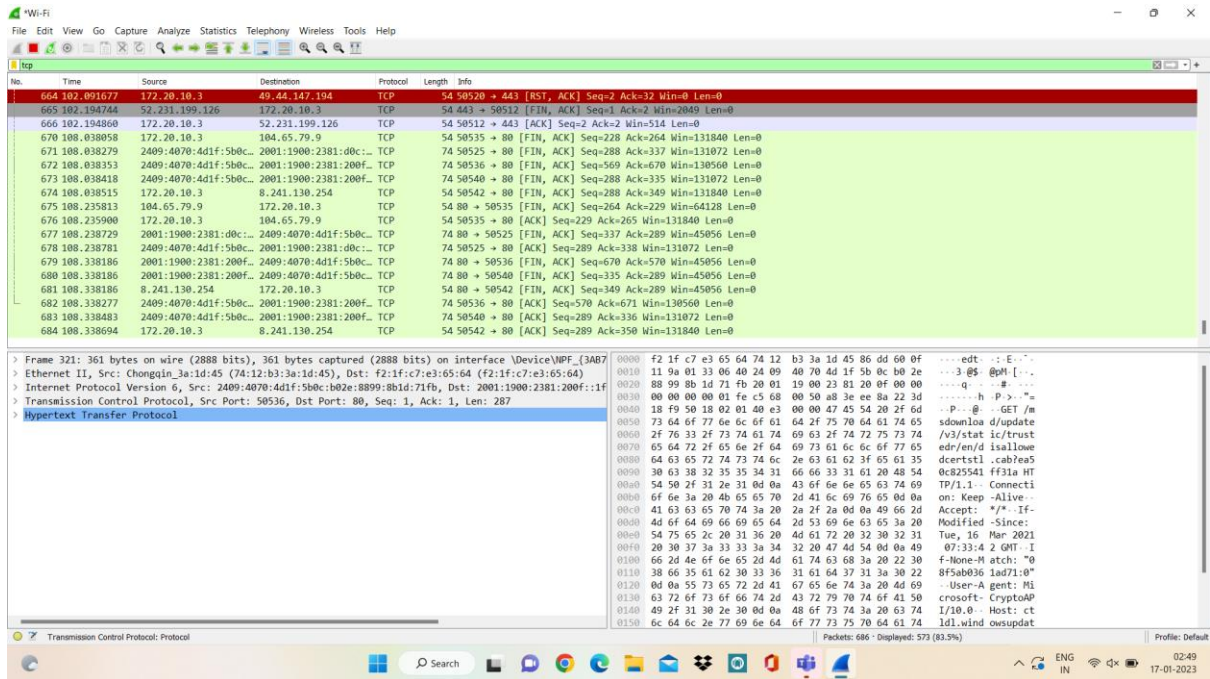 *Wi-Fi
File Edit View Go Capture Analyze Statistics Telephony Wireless Tools Help
tcp
No. Time Source Destination Protocol Length Info
664 102.091677 172.20.10.3 49.44.147.194 TCP 54 50520 → 443 [RST, ACK] Seq=2 Ack=32 Win=0 Len=0
665 102.194744 52.231.199.126 172.20.10.3 TCP 54 443 → 50512 [FIN, ACK] Seq=1 Ack=2 Win=2049 Len=0
666 102.194860 172.20.10.3 52.231.199.126 TCP 54 50512 → 443 [ACK] Seq=2 Ack=2 Win=514 Len=0
670 108.038058 172.20.10.3 104.65.79.9 TCP 54 50535 → 80 [FIN, ACK] Seq=228 Ack=264 Win=131840 Len=0
671 108.038279 2409:4070:4d1f:5b0c… 2001:1900:2381:d0c:… TCP 74 50525 → 80 [FIN, ACK] Seq=288 Ack=337 Win=131072 Len=0
672 108.038353 2409:4070:4d1f:5b0c… 2001:1900:2381:200f… TCP 74 50536 → 80 [FIN, ACK] Seq=569 Ack=670 Win=130560 Len=0
673 108.038418 2409:4070:4d1f:5b0c… 2001:1900:2381:200f… TCP 74 50540 → 80 [FIN, ACK] Seq=288 Ack=335 Win=131072 Len=0
674 108.038515 172.20.10.3 8.241.130.254 TCP 54 50542 → 80 [FIN, ACK] Seq=288 Ack=349 Win=131840 Len=0
675 108.235813 104.65.79.9 172.20.10.3 TCP 54 80 → 50535 [FIN, ACK] Seq=264 Ack=229 Win=64128 Len=0
676 108.235900 172.20.10.3 104.65.79.9 TCP 54 50535 → 80 [ACK] Seq=229 Ack=265 Win=131840 Len=0
677 108.238729 2001:1900:2381:d0c:… 2409:4070:4d1f:5b0c… TCP 74 80 → 50525 [FIN, ACK] Seq=337 Ack=289 Win=45056 Len=0
678 108.238781 2409:4070:4d1f:5b0c… 2001:1900:2381:d0c:… TCP 74 50525 → 80 [ACK] Seq=289 Ack=338 Win=131072 Len=0
679 108.338186 2001:1900:2381:200f… 2409:4070:4d1f:5b0c… TCP 74 80 → 50536 [FIN, ACK] Seq=670 Ack=570 Win=45056 Len=0
680 108.338186 2001:1900:2381:200f… 2409:4070:4d1f:5b0c… TCP 74 80 → 50540 [FIN, ACK] Seq=335 Ack=289 Win=45056 Len=0
681 108.338186 8.241.130.254 172.20.10.3 TCP 54 80 → 50542 [FIN, ACK] Seq=349 Ack=289 Win=45056 Len=0
682 108.338277 2409:4070:4d1f:5b0c… 2001:1900:2381:200f… TCP 74 50536 → 80 [ACK] Seq=570 Ack=671 Win=130560 Len=0
683 108.338483 2409:4070:4d1f:5b0c… 2001:1900:2381:200f… TCP 74 50540 → 80 [ACK] Seq=289 Ack=336 Win=131072 Len=0
684 108.338694 172.20.10.3 8.241.130.254 TCP 54 50542 → 80 [ACK] Seq=289 Ack=350 Win=131840 Len=0
> Frame 321: 361 bytes on wire (2888 bits), 361 bytes captured (2888 bits) on interface \Device\NPF_{3AB7
> Ethernet II, Src: Chongqin_3a:1d:45 (74:12:b3:3a:1d:45), Dst: f2:1f:c7:e3:65:64 (f2:1f:c7:e3:65:64)
> Internet Protocol Version 6, Src: 2409:4070:4d1f:5b0c:b02e:8899:8b1d:71fb, Dst: 2001:1900:2381:200f::1f
> Transmission Control Protocol, Src Port: 50536, Dst Port: 80, Seq: 1, Ack: 1, Len: 287
> Hypertext Transfer Protocol
0000 f2 1f c7 e3 65 64 74 12 b3 3a 1d 45 86 dd 60 0f ····edt· ·:·E··`·
0010 11 9a 01 33 06 40 24 09 40 70 4d 1f 5b 0c b0 2e ···3·@$· @pM·[··.
0020 88 99 8b 1d 71 fb 20 01 19 00 23 81 20 0f 00 00 ····q· · ··#· ···
0030 00 00 00 00 01 fe c5 68 00 50 a8 3e ee 8a 22 3d ·······h ·P·>··"=
0040 18 f9 50 18 02 01 40 e3 00 00 47 45 54 20 2f 6d ··P···@· ··GET /m
0050 73 64 6f 77 6e 6c 6f 61 64 2f 75 70 64 61 74 65 sdownloa d/update
0060 2f 76 33 2f 73 74 61 74 69 63 2f 74 72 75 73 74 /v3/stat ic/trust
0070 65 64 72 2f 65 6e 2f 64 69 73 61 6c 6c 6f 77 65 edr/en/d isallowe
0080 64 63 65 72 74 73 74 6c 2e 63 61 62 3f 65 61 35 dcertstl .cab?ea5
0090 30 63 38 32 35 35 34 31 66 66 33 31 61 20 48 54 0c825541 ff31a HT
00a0 54 50 2f 31 2e 31 0d 0a 43 6f 6e 6e 65 63 74 69 TP/1.1·· Connecti
00b0 6f 6e 3a 20 4b 65 65 70 2d 41 6c 69 76 65 0d 0a on: Keep -Alive··
00c0 41 63 63 65 70 74 3a 20 2a 2f 2a 0d 0a 49 66 2d Accept: */*··If-
00d0 4d 6f 64 69 66 69 65 64 2d 53 69 6e 63 65 3a 20 Modified -Since:
00e0 54 75 65 2c 20 31 36 20 4d 61 72 20 32 30 32 31 Tue, 16 Mar 2021
00f0 20 30 37 3a 33 33 3a 34 32 20 47 4d 54 0d 0a 49 07:33:4 2 GMT··I
0100 66 2d 4e 6f 6e 65 2d 4d 61 74 63 68 3a 20 22 30 f-None-M atch: "0
0110 38 66 35 61 62 30 33 36 31 61 64 37 31 3a 30 22 8f5ab036 1ad71:0"
0120 0d 0a 55 73 65 72 2d 41 67 65 6e 74 3a 20 4d 69 ··User-A gent: Mi
0130 63 72 6f 73 6f 66 74 2d 43 72 79 70 74 6f 41 50 crosoft- CryptoAP
0140 49 2f 31 30 2e 30 0d 0a 48 6f 73 74 3a 20 63 74 I/10.0·· Host: ct
0150 6c 64 6c 2e 77 69 6e 64 6f 77 73 75 70 64 61 74 ldl.wind owsupdat
Transmission Control Protocol: Protocol Packets: 686 · Displayed: 573 (83.5%) Profile: Default
Search ENG IN 02:49 17-01-2023